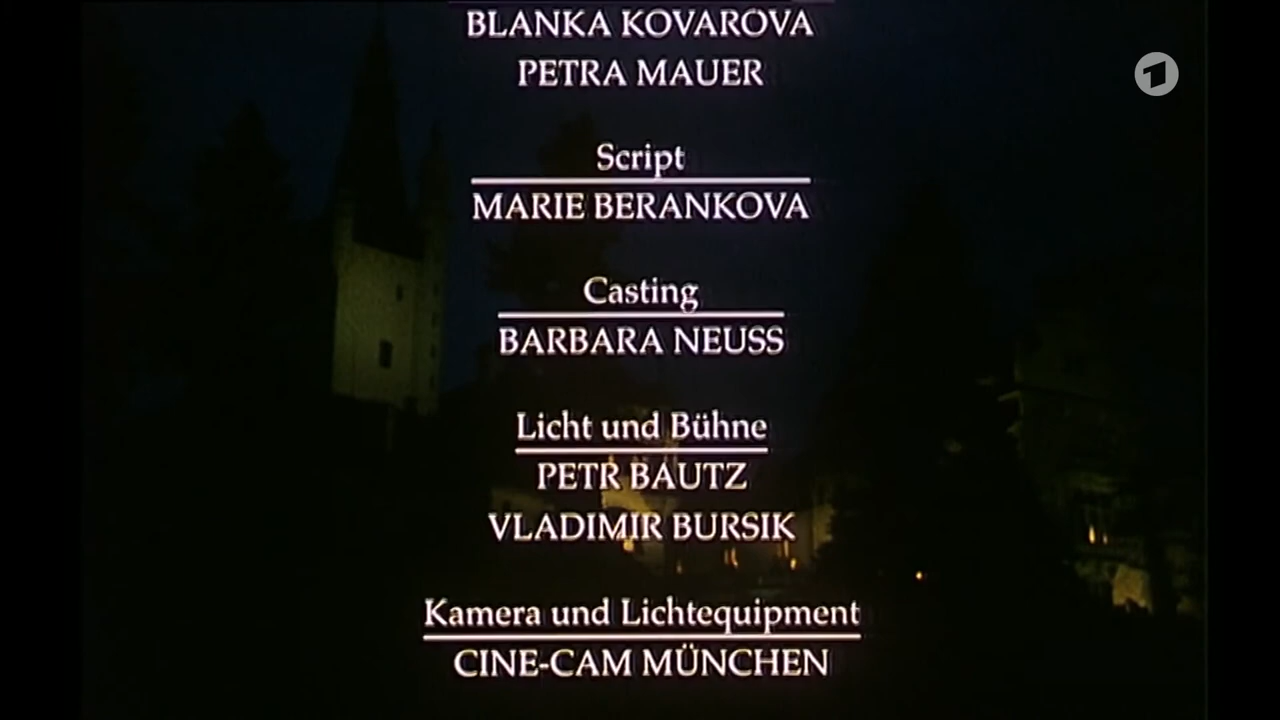 BLANKA KOVAROVA
PETRA MAUER
Script
MARIE BERANKOVA
Casting
BARBARA NEUSS
Licht und Bühne
PETR BAUTZ
VLADIMIR BURSIK
Kamera und Lichtequipment
CINE-CAM MÜNCHEN
1